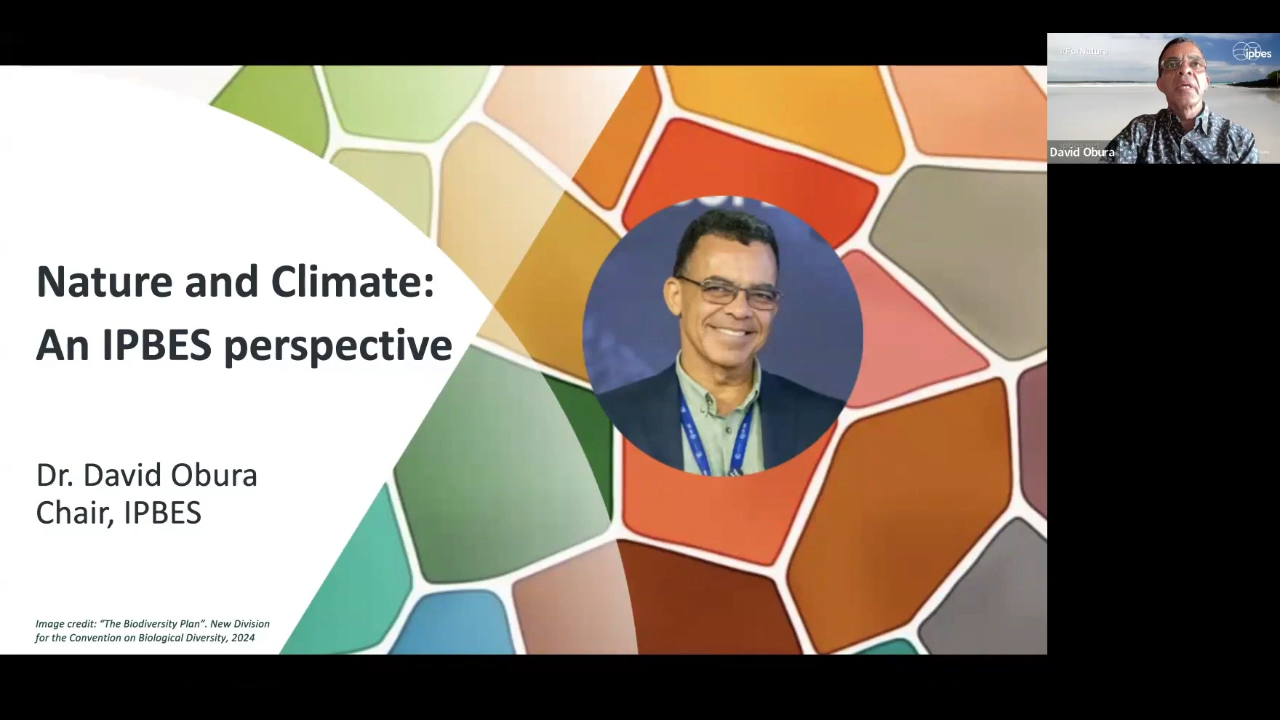 Nature and Climate:
An IPBES perspective
Dr. David Obura
Chair, IPBES
Image credit: “The Biodiversity Plan”. New Division
for the Convention on Biological Diversity, 2024
#ForNature
ipbes
David Obura